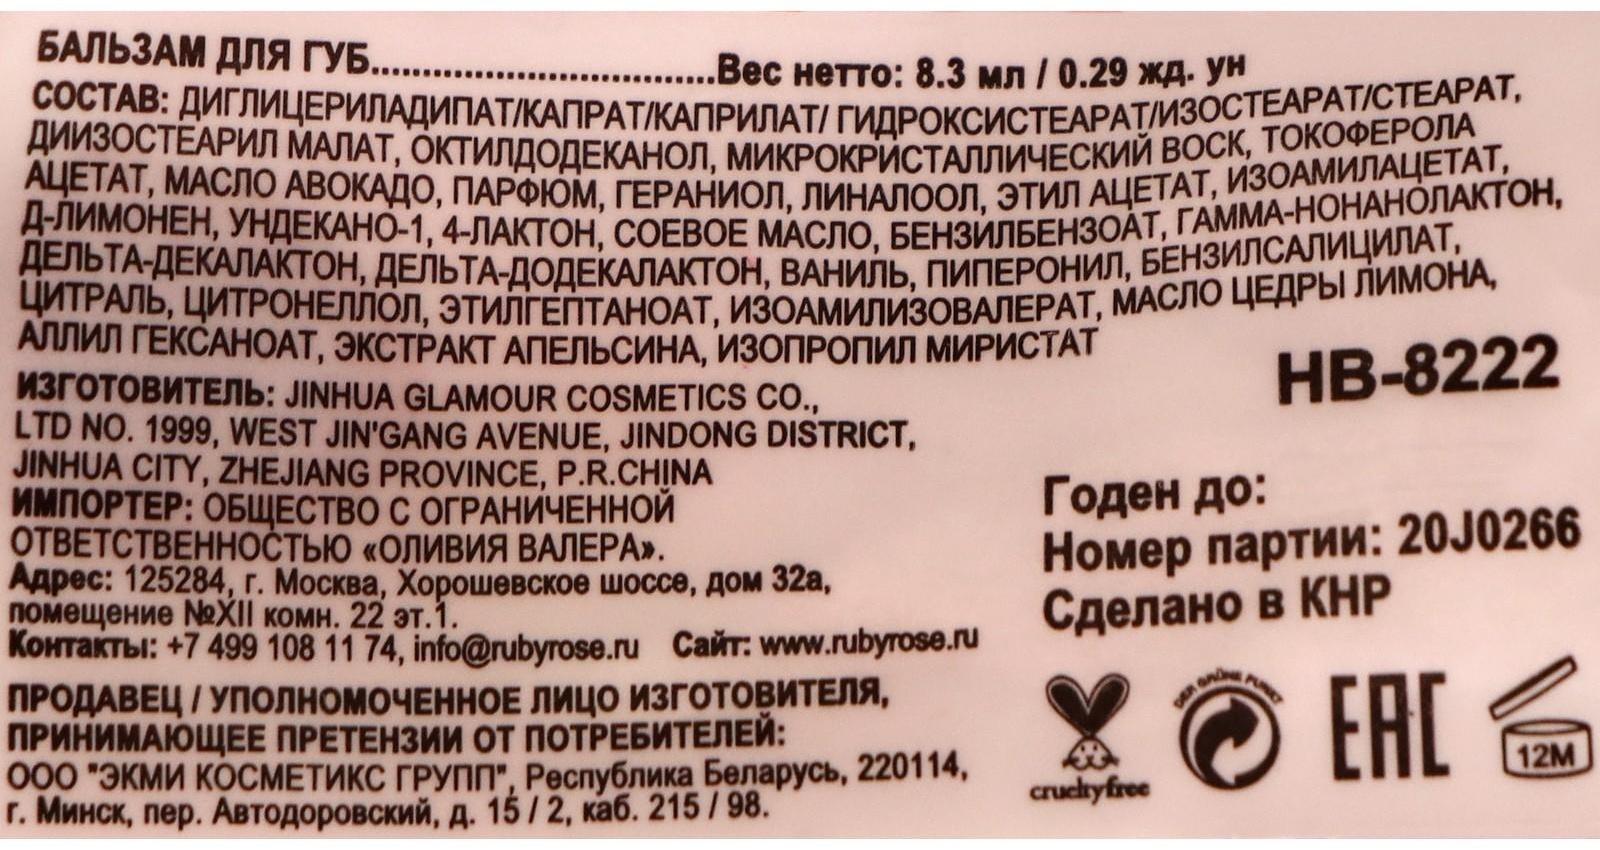 БАЛЬЗАМ ДЛЯ ГУБ..................................Вес нетто: 8.3 мл / 0.29 жд. ун
СОСТАВ: ДИГЛИЦЕРИЛАДИПАТ/КАПРАТ/КАПРИЛАТ/ ГИДРОКСИСТЕАРАТ/ИЗОСТЕАРАТ/СТЕАРАТ,
ДИИЗОСТЕАРИЛ МАЛАТ, ОКТИЛДОДЕКАНОЛ, МИКРОКРИСТАЛЛИЧЕСКИЙ ВОСК, ТОКОФЕРОЛА
АЦЕТАТ, МАСЛО АВОКАДО, ПАРФЮМ, ГЕРАНИОЛ, ЛИНАЛООЛ, ЭТИЛ АЦЕТАТ, ИЗОАМИЛАЦЕТАТ,
Д-ЛИМОНЕН, УНДЕКАНО-1, 4-ЛАКТОН, СОЕВОЕ МАСЛО, БЕНЗИЛБЕНЗОАТ, ГАММА-НОНАНОЛАКТОН,
ДЕЛЬТА-ДЕКАЛАКТОН, ДЕЛЬТА-ДОДЕКАЛАКТОН, ВАНИЛЬ, ПИПЕРОНИЛ, БЕНЗИЛСАЛИЦИЛАТ,
ЦИТРАЛЬ, ЦИТРОНЕЛЛОЛ, ЭТИЛГЕПТАНОАТ, ИЗОАМИЛИЗОВАЛЕРАТ, МАСЛО ЦЕДРЫ ЛИМОНА,
АЛЛИЛ ГЕКСАНОАТ, ЭКСТРАКТ АПЕЛЬСИНА, ИЗОПРОПИЛ МИРИСТАТ
HB-8222
ИЗГОТОВИТЕЛЬ: JINHUA GLAMOUR COSMETICS CO.,
LTD NO. 1999, WEST JIN'GANG AVENUE, JINDONG DISTRICT,
JINHUA CITY, ZHEJIANG PROVINCE, P.R.CHINA
ИМПОРТЕР: ОБЩЕСТВО С ОГРАНИЧЕННОЙ
ОТВЕТСТВЕННОСТЬЮ «ОЛИВИЯ ВАЛЕРА».
Адрес: 125284, г. Москва, Хорошевское шоссе, дом 32а,
помещение №XII комн. 22 эт.1.
Контакты: +7 499 108 11 74, info@rubyrose.ru Сайт: www.rubyrose.ru
Годен до:
Номер партии: 20J0266
Сделано в КНР
ПРОДАВЕЦ / УПОЛНОМОЧЕННОЕ ЛИЦО ИЗГОТОВИТЕЛЯ,
ПРИНИМАЮЩЕЕ ПРЕТЕНЗИИ ОТ ПОТРЕБИТЕЛЕЙ:
ООО "ЭКМИ КОСМЕТИКС ГРУПП", Республика Беларусь, 220114,
г. Минск, пер. Автодоровский, д. 15 / 2, каб. 215 / 98.
crueltyfree
DER GRÜNE PUNKT
EAC
12M